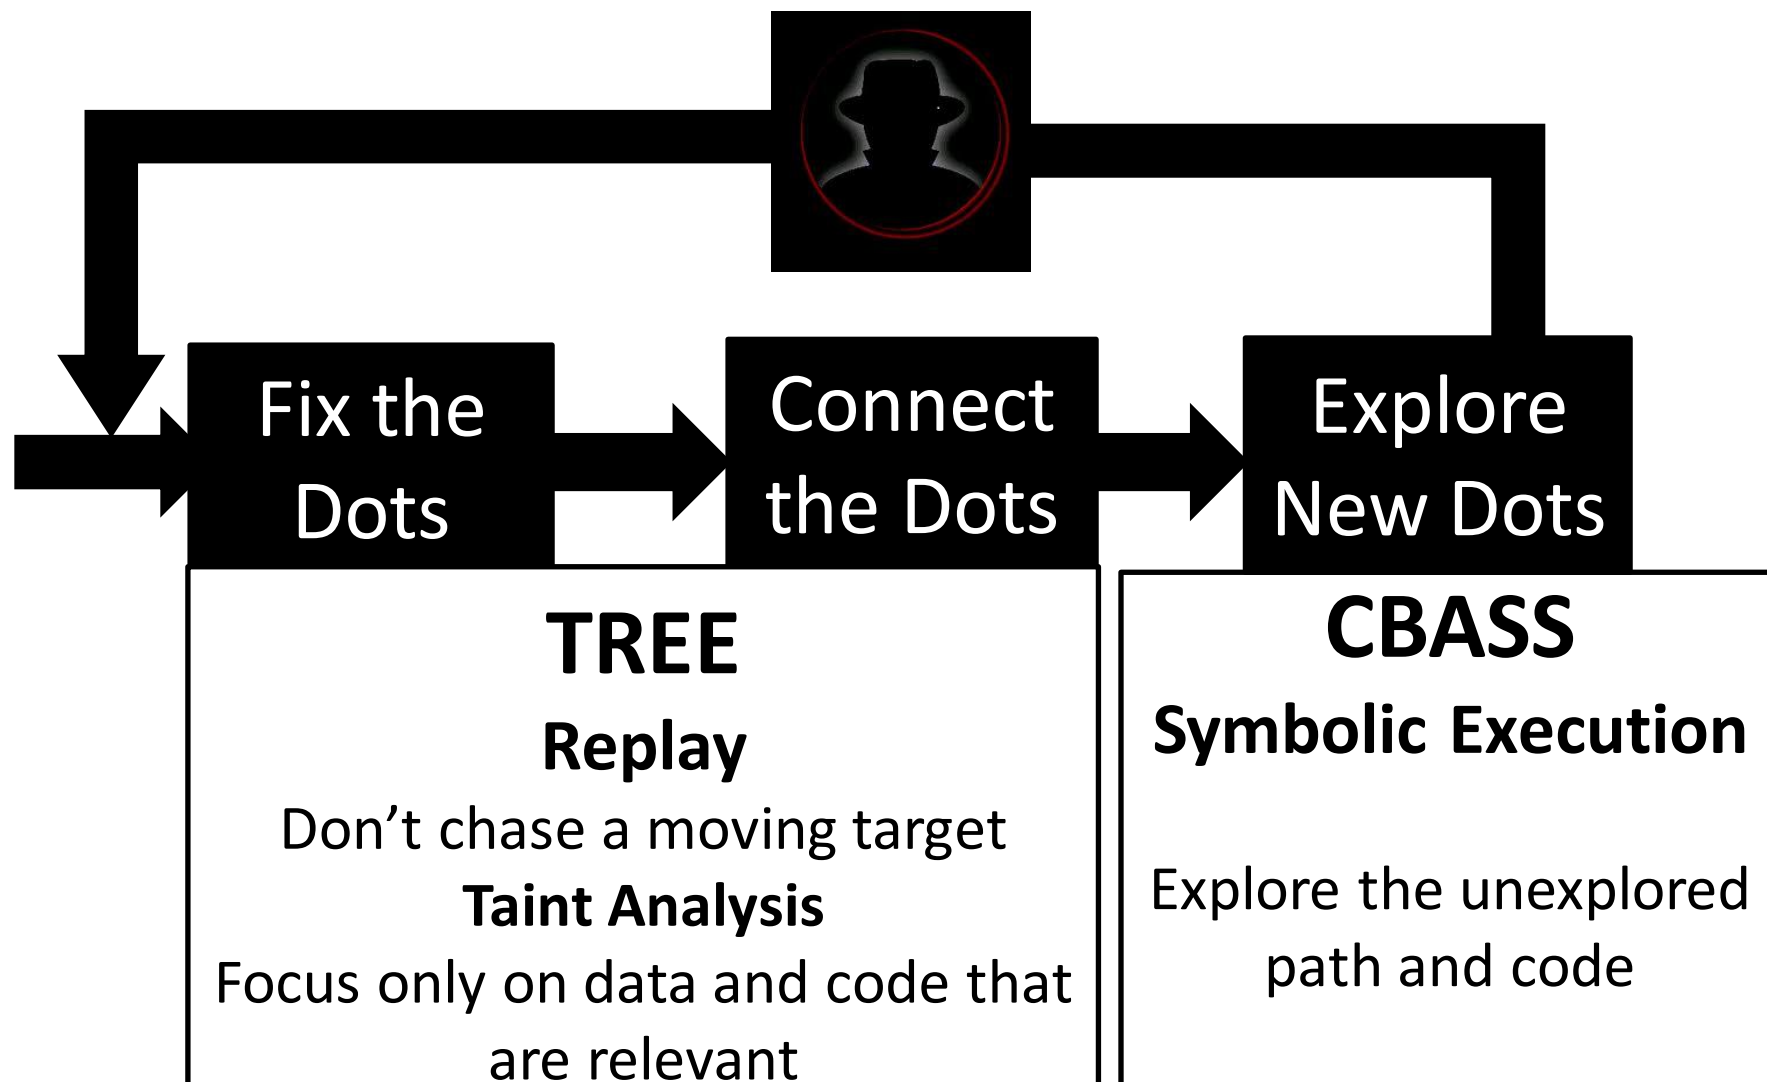 Fix the
Dots
Connect
the Dots
Explore
New Dots
TREE
Replay
Don’t chase a moving target
Taint Analysis
Focus only on data and code that
are relevant
CBASS
Symbolic Execution
Explore the unexplored
path and code